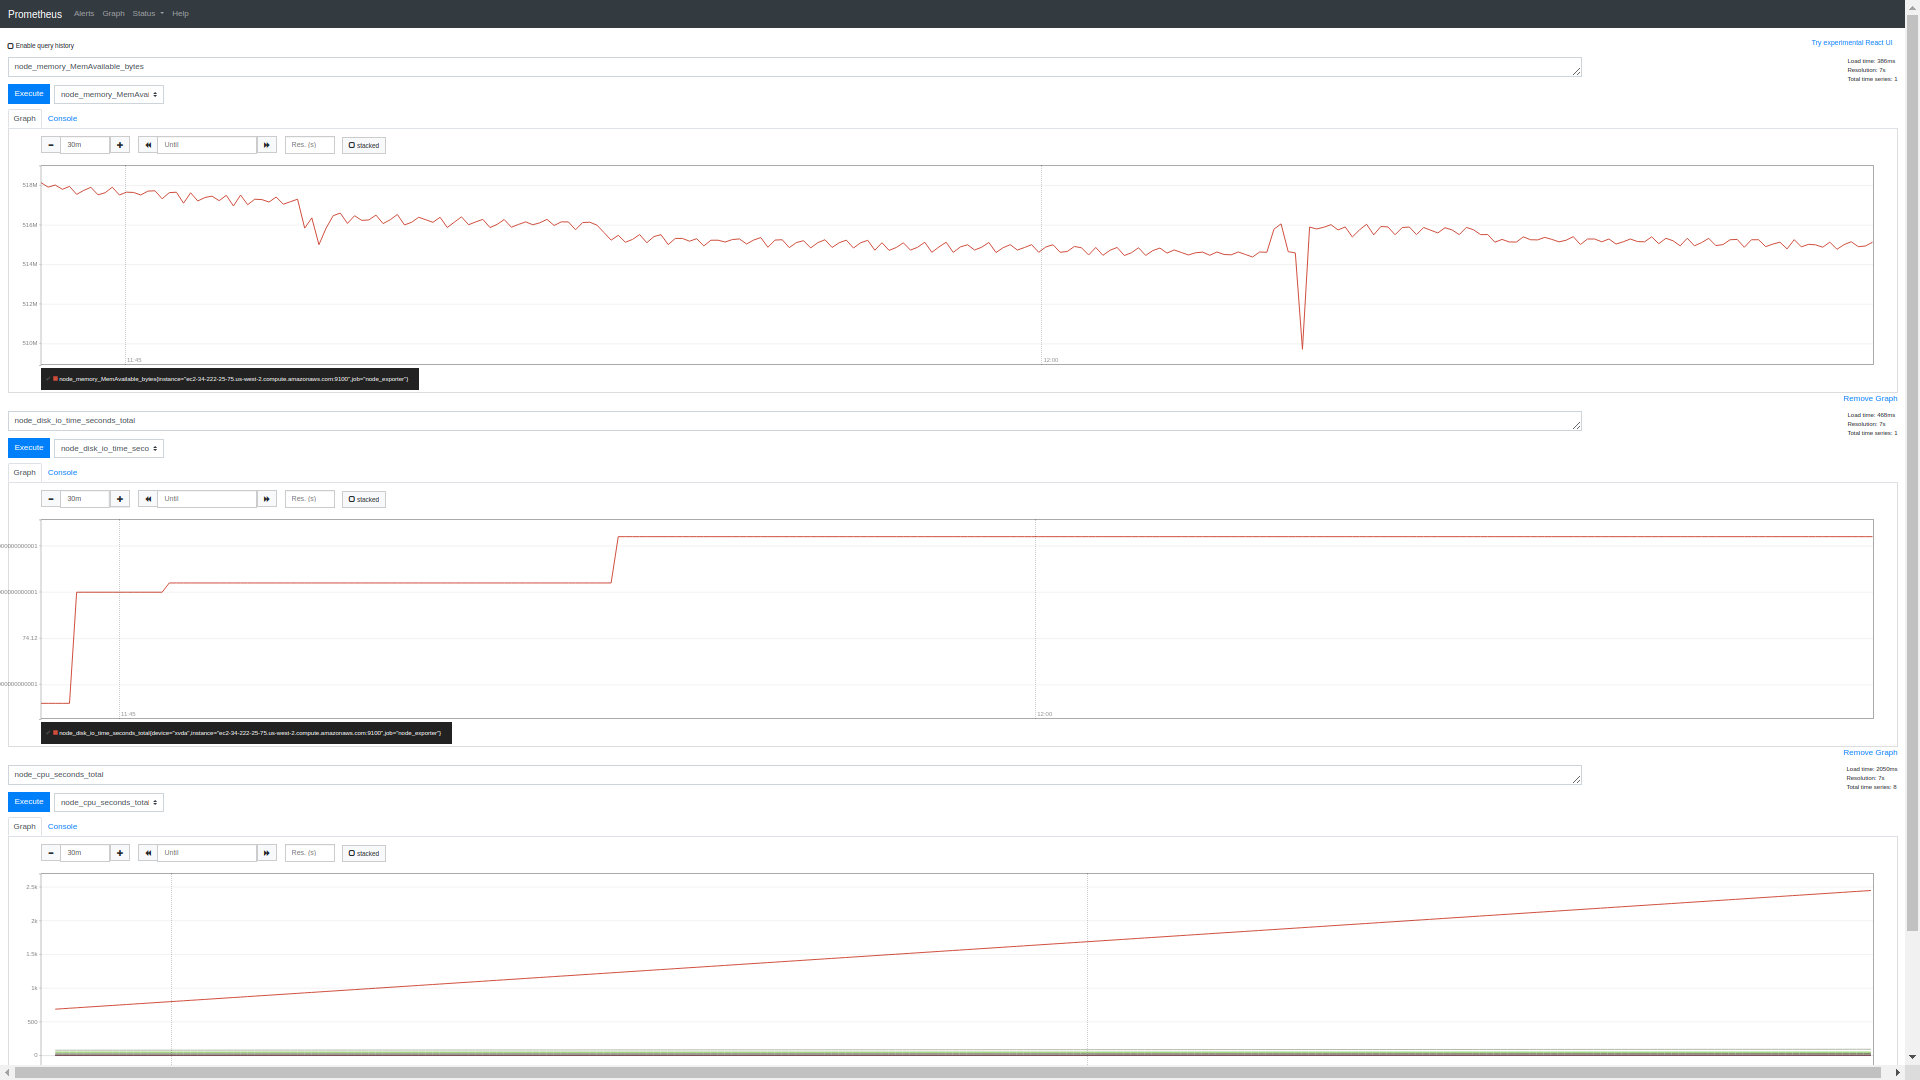 Prometheus Alerts Graph Status Help
Enable query history
Try experimental React UI
node_memory_MemAvailable_bytes
Load time: 386ms
Resolution: 7s
Total time series: 1
Execute node_memory_MemAvai
Graph Console
30m Until Res. (s) stacked
518M
516M
514M
512M
510M
11:45 12:00
node_memory_MemAvailable_bytes{instance="ec2-34-222-25-75.us-west-2.compute.amazonaws.com:9100",job="node_exporter"}
Remove Graph
node_disk_io_time_seconds_total
Load time: 468ms
Resolution: 7s
Total time series: 1
Execute node_disk_io_time_seco
Graph Console
30m Until Res. (s) stacked
74.12
11:45 12:00
node_disk_io_time_seconds_total{device="xvda",instance="ec2-34-222-25-75.us-west-2.compute.amazonaws.com:9100",job="node_exporter"}
Remove Graph
node_cpu_seconds_total
Load time: 2050ms
Resolution: 7s
Total time series: 8
Execute node_cpu_seconds_total
Graph Console
30m Until Res. (s) stacked
2.5k
2k
1.5k
1k
500
0